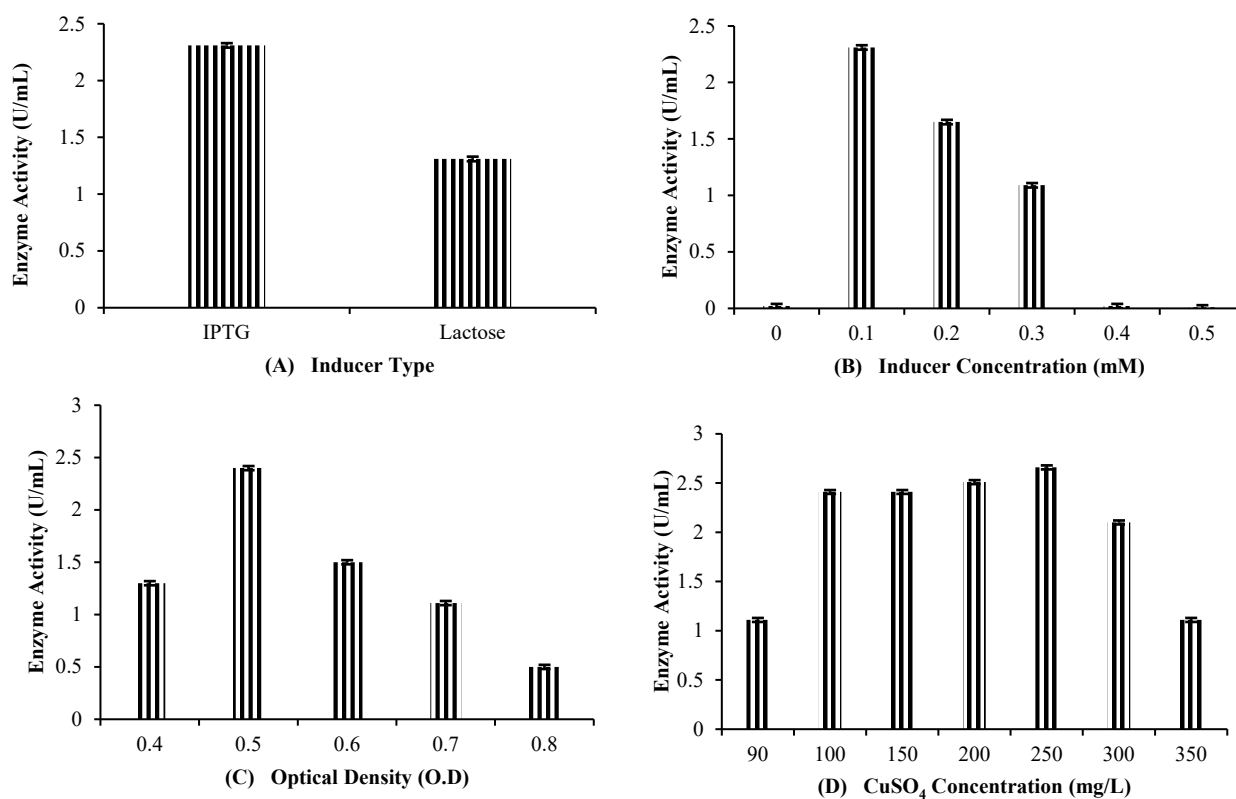 Enzyme Activity (U/mL)
2.5
2
1.5
1
0.5
0
IPTG Lactose
(A) Inducer Type
Enzyme Activity (U/mL)
2.5
2
1.5
1
0.5
0
0 0.1 0.2 0.3 0.4 0.5
(B) Inducer Concentration (mM)
Enzyme Activity (U/mL)
3
2.5
2
1.5
1
0.5
0
0.4 0.5 0.6 0.7 0.8
(C) Optical Density (O.D)
Enzyme Activity (U/mL)
3
2.5
2
1.5
1
0.5
0
90 100 150 200 250 300 350
(D) CuSO₄ Concentration (mg/L)